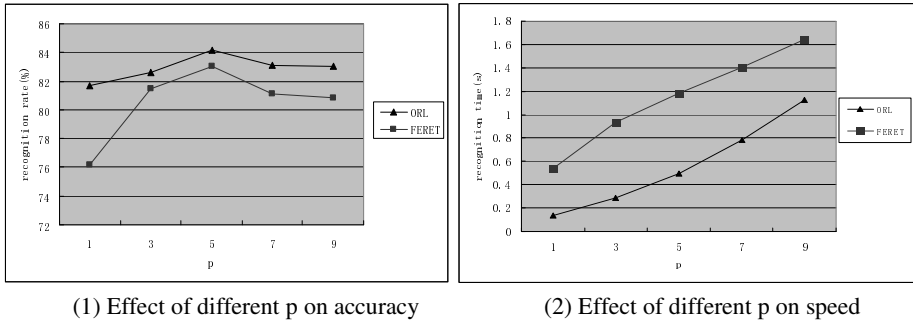 86
84
82
80
78
76
74
72
recognition rate(%)
1 3 5 7 9
p
ORL
FERET
(1) Effect of different p on accuracy
1.8
1.6
1.4
1.2
1
0.8
0.6
0.4
0.2
0
recognition time(s)
1 3 5 7 9
p
ORL
FERET
(2) Effect of different p on speed